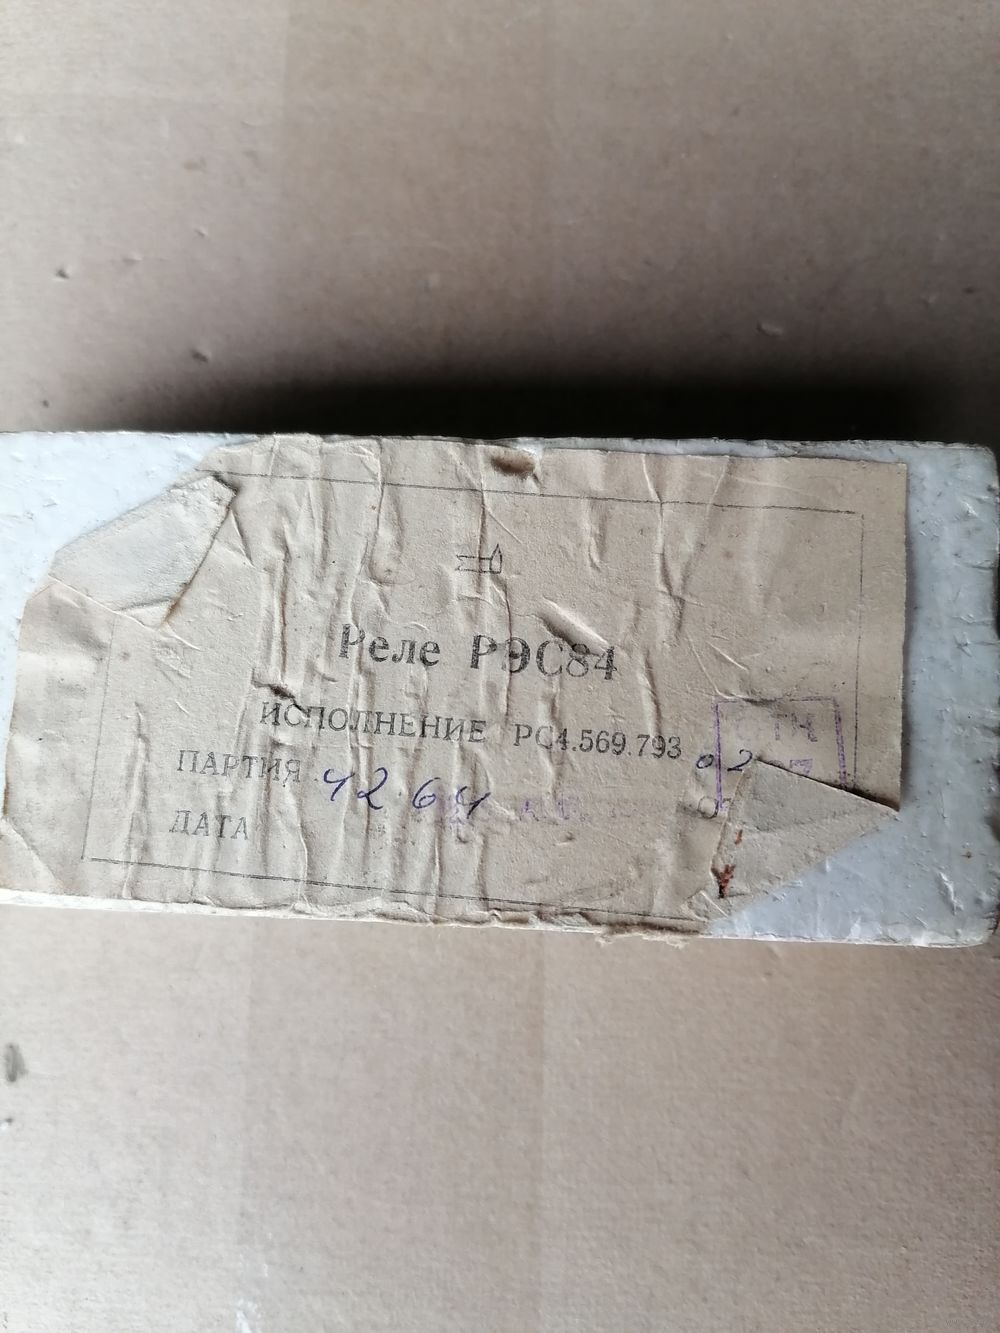 Реле РЭС84
ИСПОЛНЕНИЕ РС4.569.793 02
ПАРТИЯ 4264
ДАТА